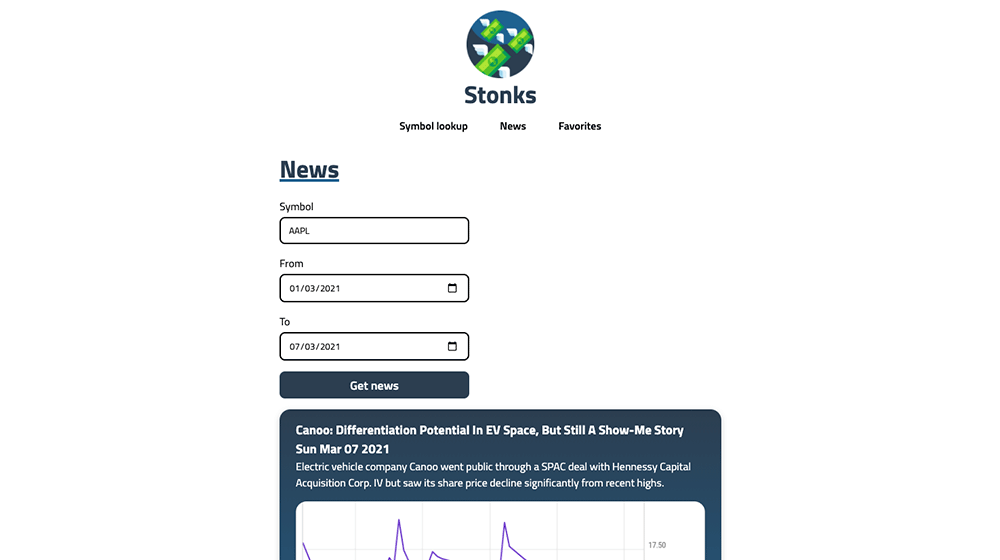 Stonks
Symbol lookup News Favorites
News
Symbol
AAPL
From
01/03/2021
To
07/03/2021
Get news
Canoo: Differentiation Potential In EV Space, But Still A Show-Me Story
Sun Mar 07 2021
Electric vehicle company Canoo went public through a SPAC deal with Hennessy Capital
Acquisition Corp. IV but saw its share price decline significantly from recent highs.
17.50